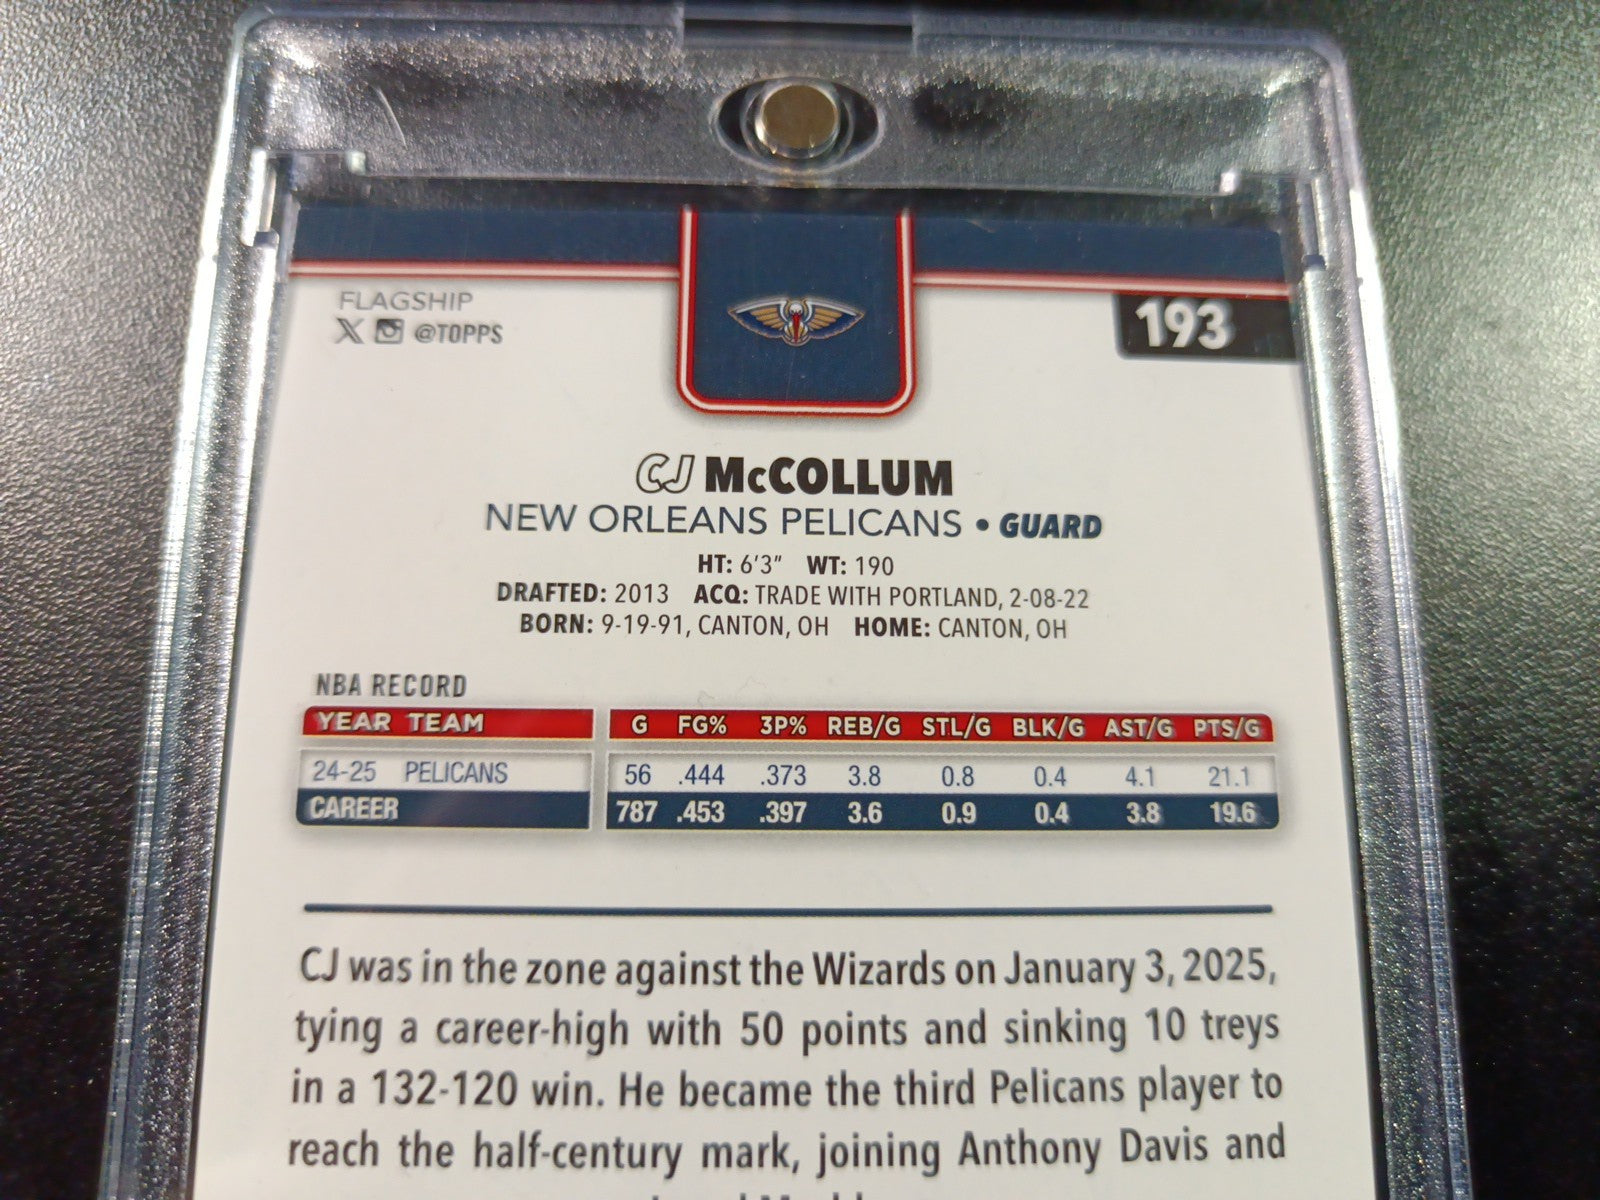 FLAGSHIP
@TOPPS
193
CJ McCOLLUM
NEW ORLEANS PELICANS • GUARD
HT: 6'3" WT: 190
DRAFTED: 2013 ACQ: TRADE WITH PORTLAND, 2-08-22
BORN: 9-19-91, CANTON, OH HOME: CANTON, OH
NBA RECORD
YEAR TEAM G FG% 3P% REB/G STL/G BLK/G AST/G PTS/G
24-25 PELICANS 56 .444 .373 3.8 0.8 0.4 4.1 21.1
CAREER 787 .453 .397 3.6 0.9 0.4 3.8 19.6
CJ was in the zone against the Wizards on January 3, 2025,
tying a career-high with 50 points and sinking 10 treys
in a 132-120 win. He became the third Pelicans player to
reach the half-century mark, joining Anthony Davis and